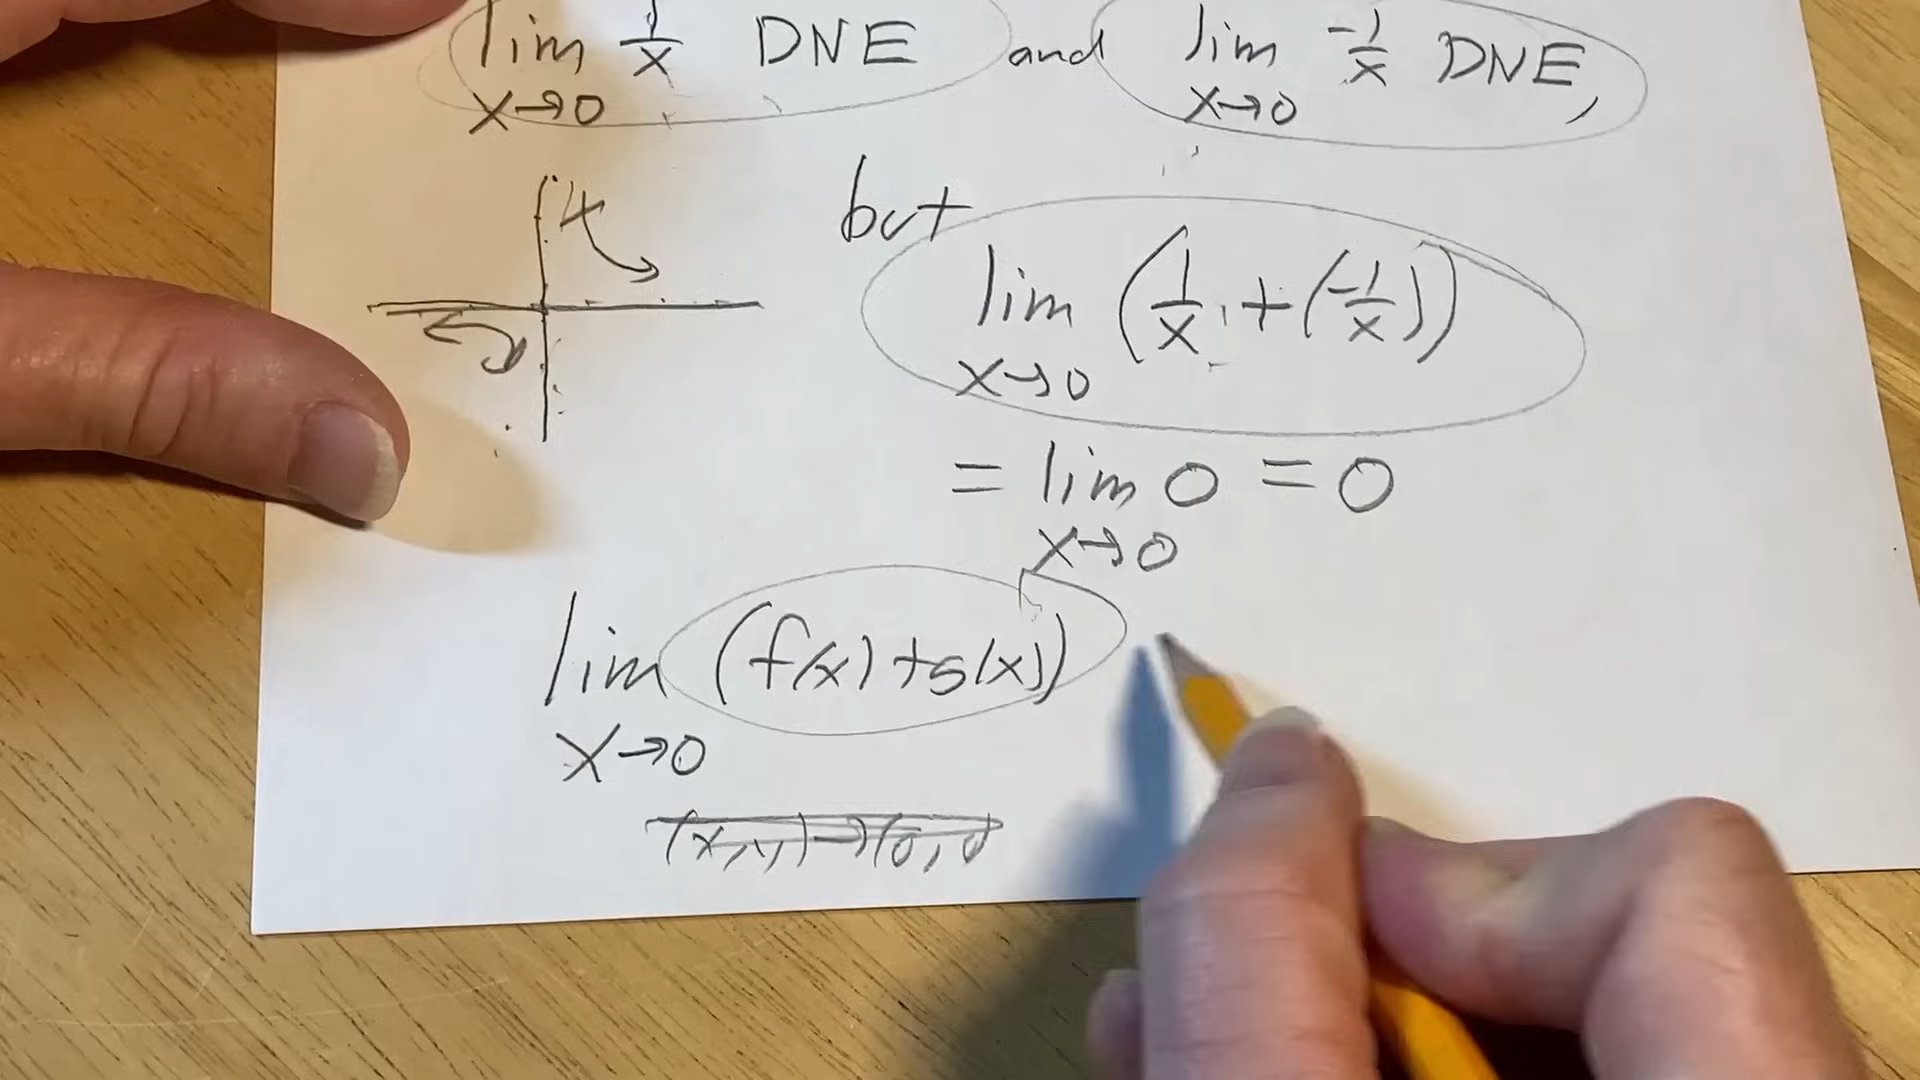 lim 1/x DNE and lim -1/x DNE,
x→0 x→0
but
lim (1/x + (-1/x))
x→0
= lim 0 = 0
x→0
lim (f(x)+g(x))
x→0
(x,y)→(0,0)